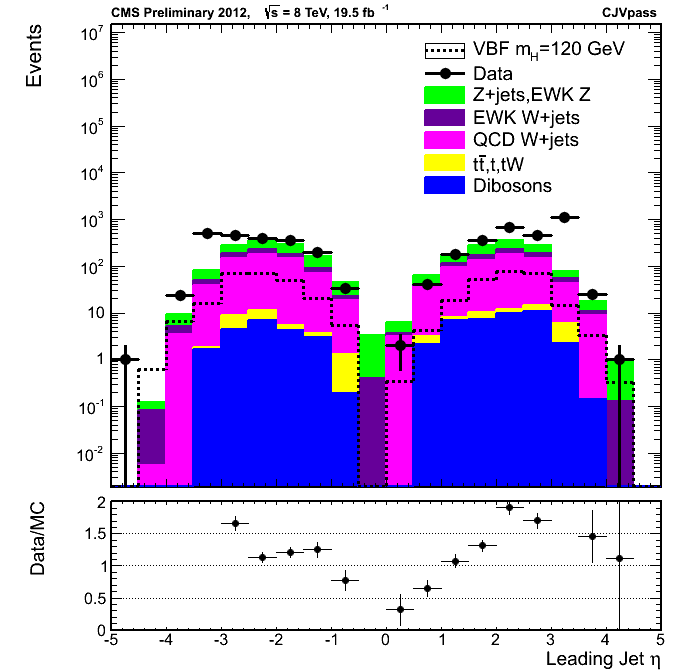 CMS Preliminary 2012, √s = 8 TeV, 19.5 fb⁻¹ CJVpass
Events
10⁷
10⁶
10⁵
10⁴
10³
10²
10
1
10⁻¹
10⁻²
VBF m_H=120 GeV
Data
Z+jets,EWK Z
EWK W+jets
QCD W+jets
tt̄,t,tW
Dibosons
Data/MC
2
1.5
1
0.5
0
-5 -4 -3 -2 -1 0 1 2 3 4 5
Leading Jet η